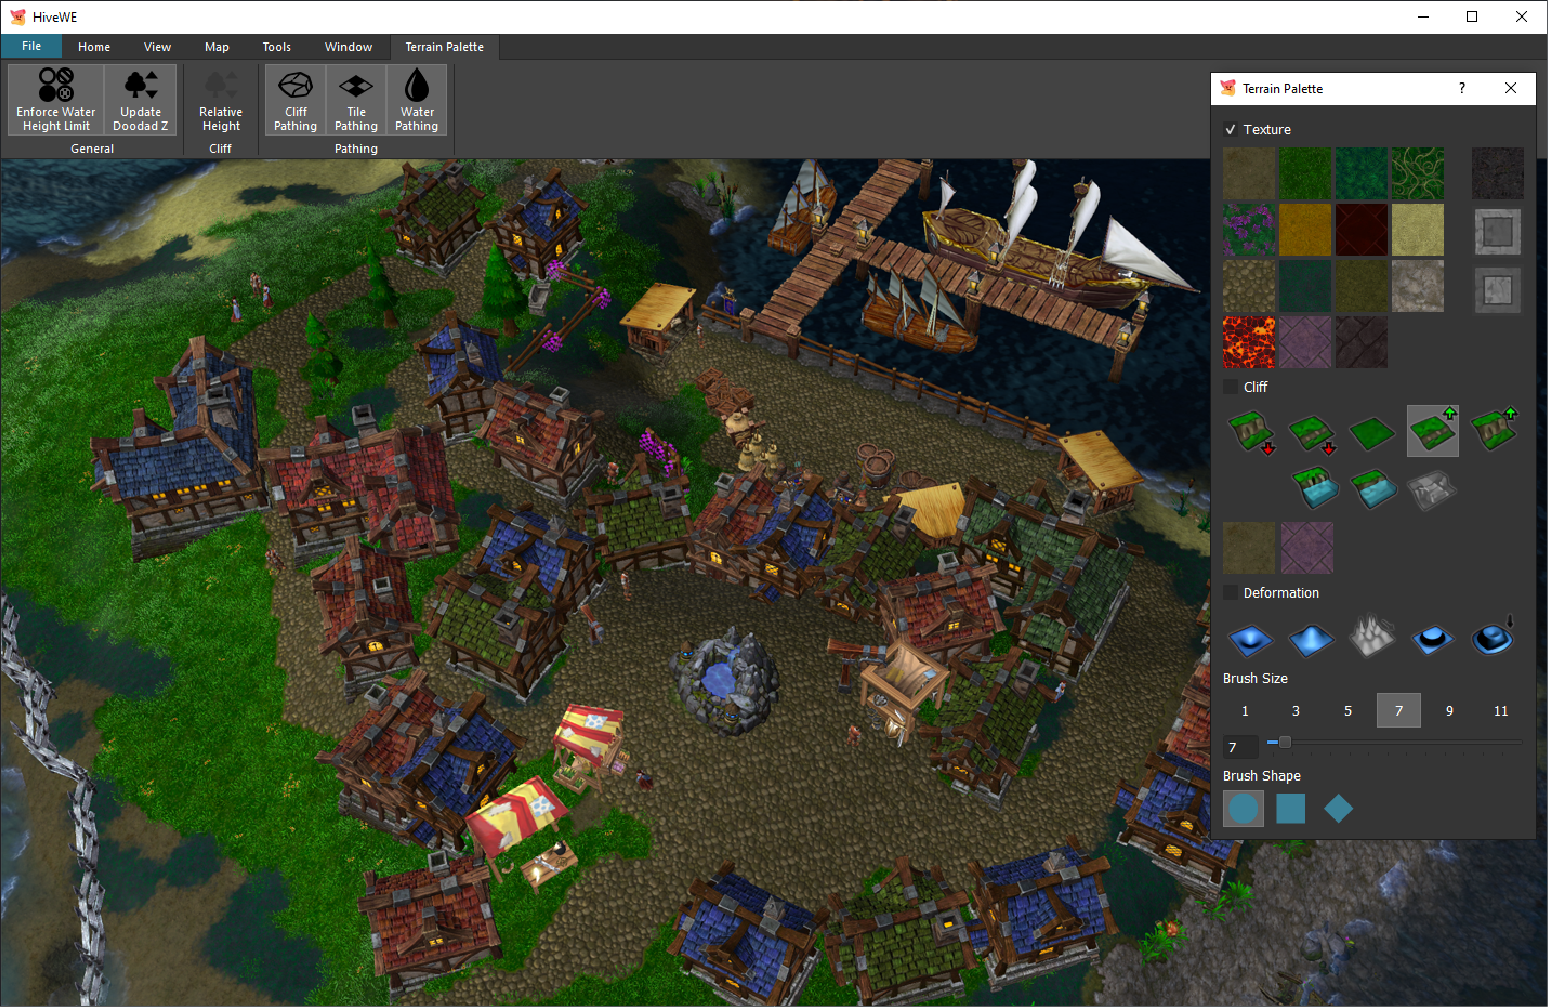 HiveWE
File Home View Map Tools Window Terrain Palette
Enforce Water
Height Limit
Update
Doodad Z
Relative
Height
Cliff
Pathing
Tile
Pathing
Water
Pathing
General
Cliff
Pathing
Terrain Palette ?
Texture
Cliff
Deformation
Brush Size
1 3 5 7 9 11
7
Brush Shape